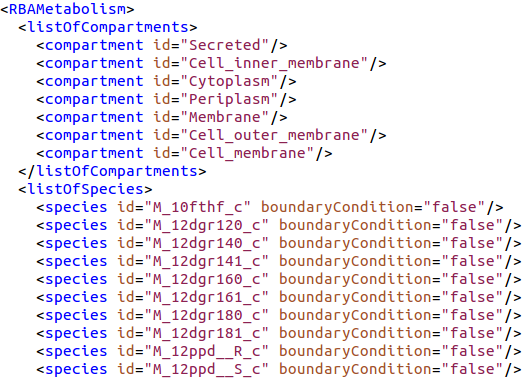 <RBAMetabolism>
  <listOfCompartments>
    <compartment id="Secreted"/>
    <compartment id="Cell_inner_membrane"/>
    <compartment id="Cytoplasm"/>
    <compartment id="Periplasm"/>
    <compartment id="Membrane"/>
    <compartment id="Cell_outer_membrane"/>
    <compartment id="Cell_membrane"/>
  </listOfCompartments>
  <listOfSpecies>
    <species id="M_10fthf_c" boundaryCondition="false"/>
    <species id="M_12dgr120_c" boundaryCondition="false"/>
    <species id="M_12dgr140_c" boundaryCondition="false"/>
    <species id="M_12dgr141_c" boundaryCondition="false"/>
    <species id="M_12dgr160_c" boundaryCondition="false"/>
    <species id="M_12dgr161_c" boundaryCondition="false"/>
    <species id="M_12dgr180_c" boundaryCondition="false"/>
    <species id="M_12dgr181_c" boundaryCondition="false"/>
    <species id="M_12ppd__R_c" boundaryCondition="false"/>
    <species id="M_12ppd__S_c" boundaryCondition="false"/>